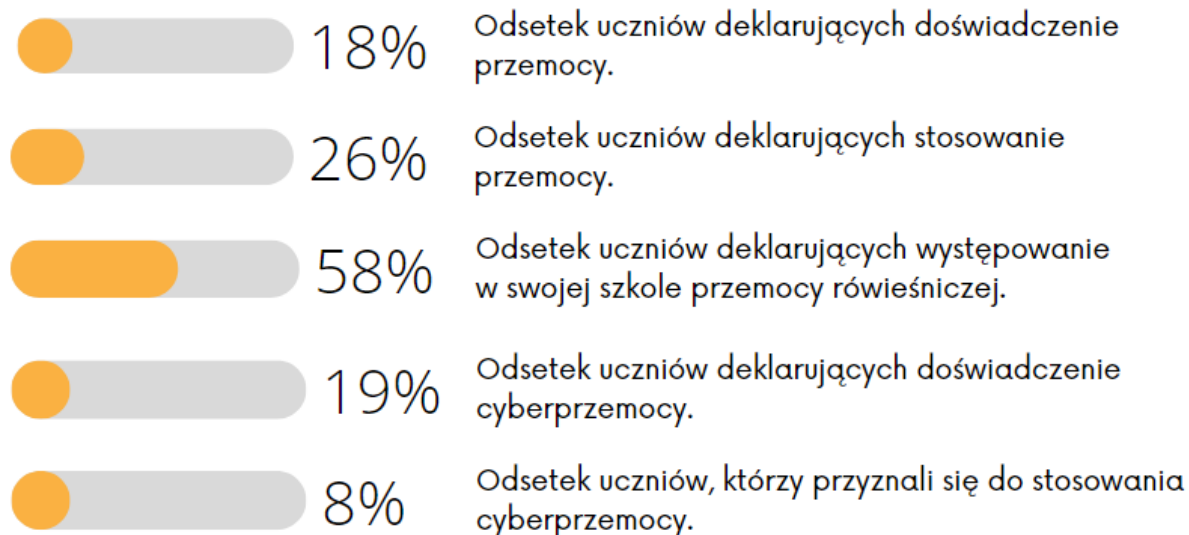 18%
Odsetek uczniów deklarujących doświadczenie
przemocy.
26%
Odsetek uczniów deklarujących stosowanie
przemocy.
58%
Odsetek uczniów deklarujących występowanie
w swojej szkole przemocy rówieśniczej.
19%
Odsetek uczniów deklarujących doświadczenie
cyberprzemocy.
8%
Odsetek uczniów, którzy przyznali się do stosowania
cyberprzemocy.